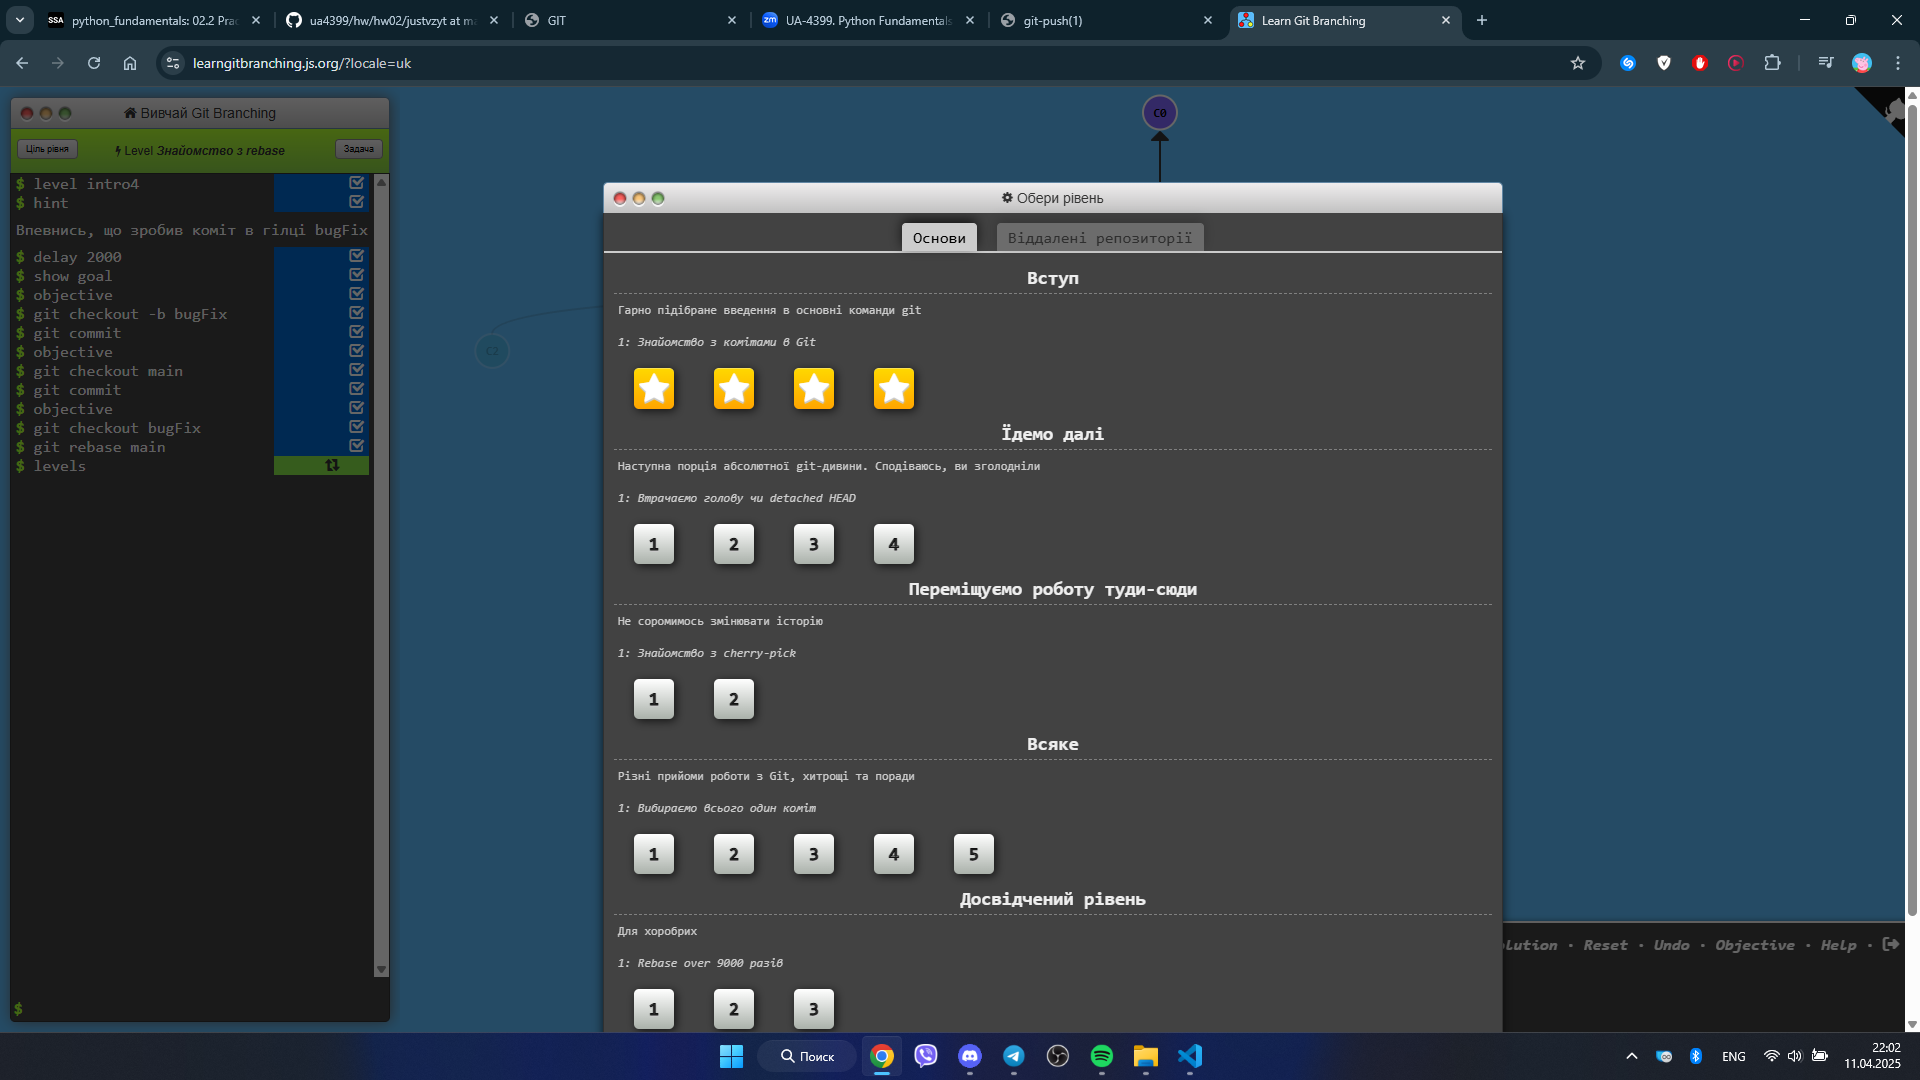 python_fundamentals: 02.2 Prac
ua4399/hw/hw02/justvzyt at ma
GIT
UA-4399. Python Fundamentals
git-push(1)
Learn Git Branching
learngitbranching.js.org/?locale=uk
Вивчай Git Branching
Ціль рівня
Level Знайомство з rebase
Задача
$ level intro4
$ hint
Впевнись, що зробив коміт в гілці bugFix
$ delay 2000
$ show goal
$ objective
$ git checkout -b bugFix
$ git commit
$ objective
$ git checkout main
$ git commit
$ objective
$ git checkout bugFix
$ git rebase main
$ levels
$
C0
C2
Обери рівень
Основи
Віддалені репозиторії
Вступ
Гарно підібране введення в основні команди git
1: Знайомство з комітами в Git
Їдемо далі
Наступна порція абсолютної git-дивини. Сподіваюсь, ви зголодніли
1: Втрачаємо голову чи detached HEAD
1 2 3 4
Переміщуємо роботу туди-сюди
Не соромимось змінювати історію
1: Знайомство з cherry-pick
1 2
Всяке
Різні прийоми роботи з Git, хитрощі та поради
1: Вибираємо всього один коміт
1 2 3 4 5
Досвідчений рівень
Для хоробрих
1: Rebase over 9000 разів
1 2 3
lution · Reset · Undo · Objective · Help ·
Поиск
ENG
22:02
11.04.2025